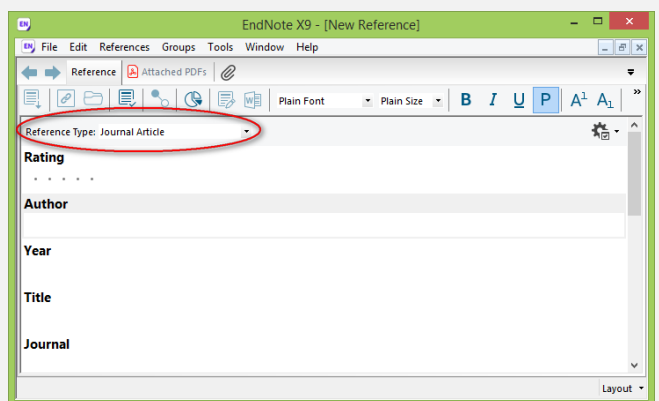 EN EndNote X9 - [New Reference]
EN File Edit References Groups Tools Window Help
Reference Attached PDFs
Plain Font Plain Size B I U P A1 A1 »
Reference Type: Journal Article
Rating
Author
Year
Title
Journal
Layout